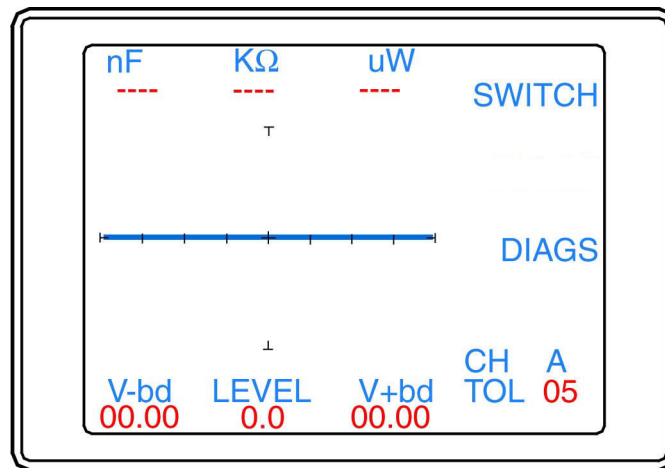 nF KΩ uW
---- ---- ---- SWITCH
DIAGS
CH A
V-bd LEVEL V+bd TOL 05
00.00 0.0 00.00